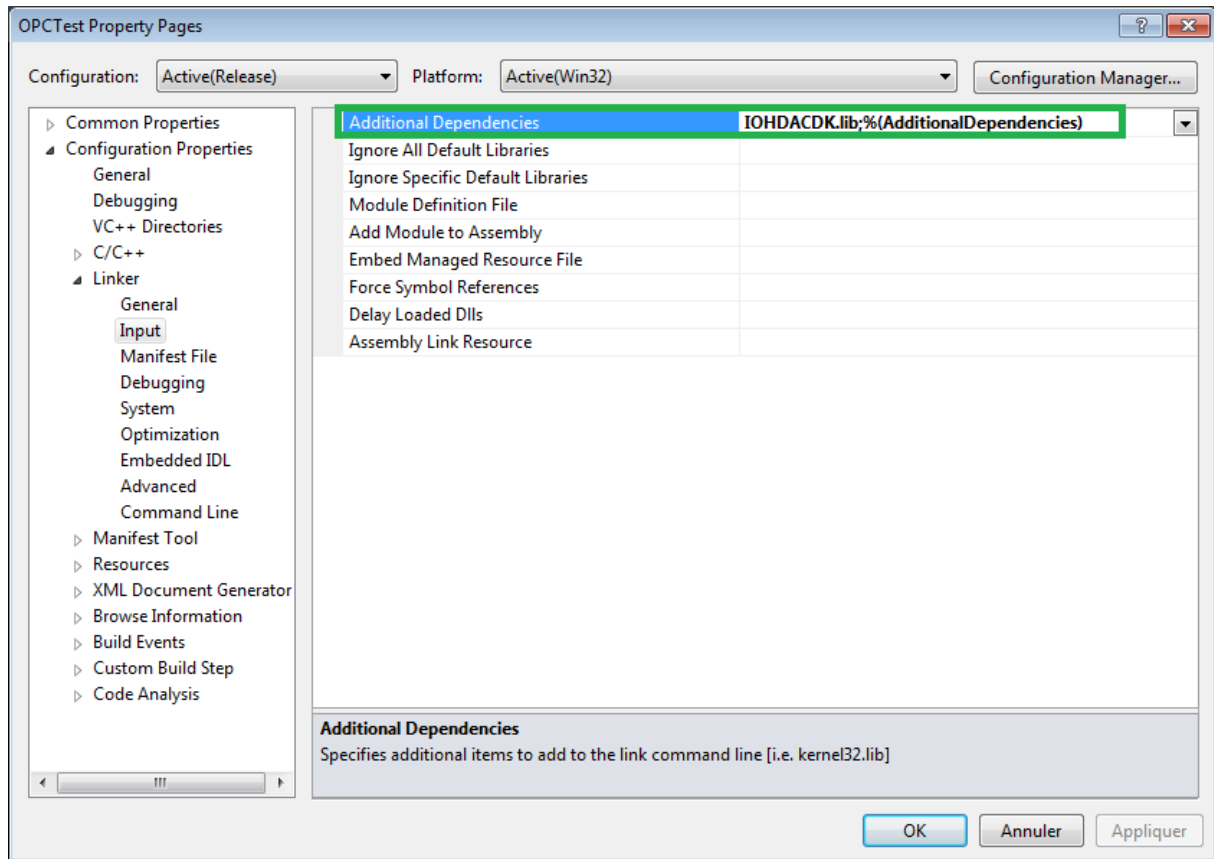 OPCTest Property Pages
Configuration: Active(Release) Platform: Active(Win32) Configuration Manager...
Common Properties
Configuration Properties
General
Debugging
VC++ Directories
C/C++
Linker
General
Input
Manifest File
Debugging
System
Optimization
Embedded IDL
Advanced
Command Line
Manifest Tool
Resources
XML Document Generator
Browse Information
Build Events
Custom Build Step
Code Analysis
Additional Dependencies IOHDACDK.lib;%(AdditionalDependencies)
Ignore All Default Libraries
Ignore Specific Default Libraries
Module Definition File
Add Module to Assembly
Embed Managed Resource File
Force Symbol References
Delay Loaded Dlls
Assembly Link Resource
Additional Dependencies
Specifies additional items to add to the link command line [i.e. kernel32.lib]
OK Annuler Appliquer